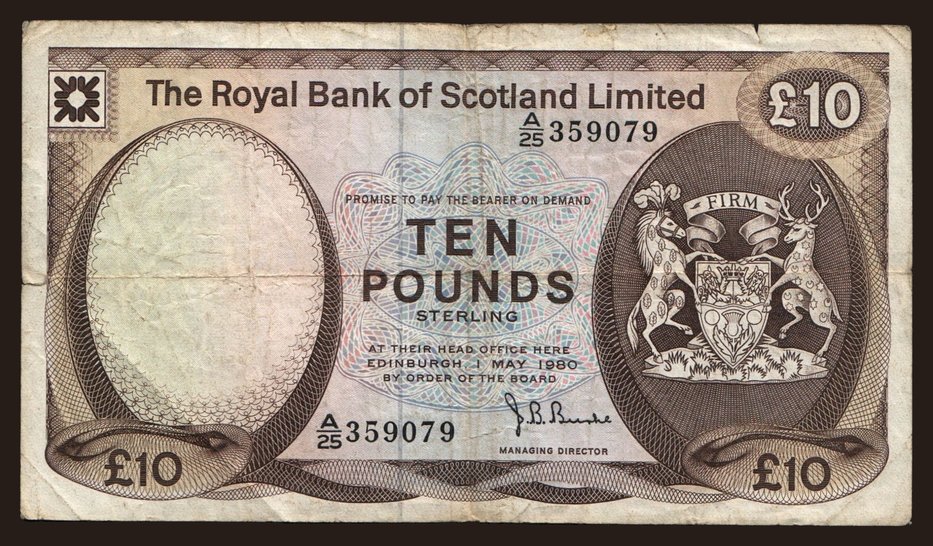 The Royal Bank of Scotland Limited
£10
A/25 359079
FIRM
PROMISE TO PAY THE BEARER ON DEMAND
TEN
POUNDS
STERLING
AT THEIR HEAD OFFICE HERE
EDINBURGH 1 MAY 1980
BY ORDER OF THE BOARD
J.B. Burke
A/25 359079
MANAGING DIRECTOR
£10
£10